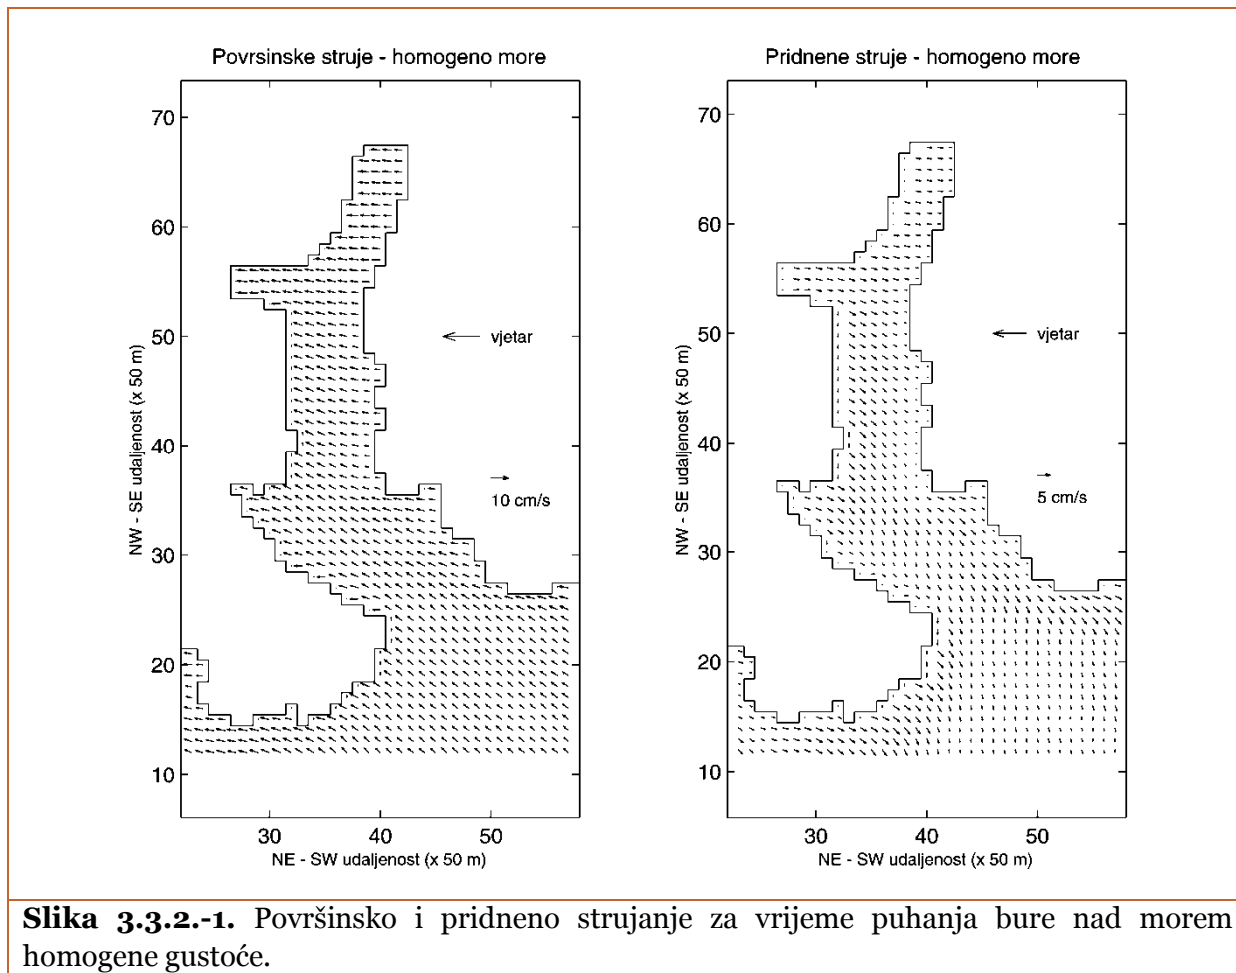 Povrsinske struje - homogeno more
70
60
50
40
30
20
10
30
40
50
NW - SE udaljenost (x 50 m)
NE - SW udaljenost (x 50 m)
vjetar
10 cm/s
Pridnene struje - homogeno more
70
60
50
40
30
20
10
30
40
50
NW - SE udaljenost (x 50 m)
NE - SW udaljenost (x 50 m)
vjetar
5 cm/s
Slika 3.3.2.-1. Površinsko i pridneno strujanje za vrijeme puhanja bure nad morem
homogene gustoće.